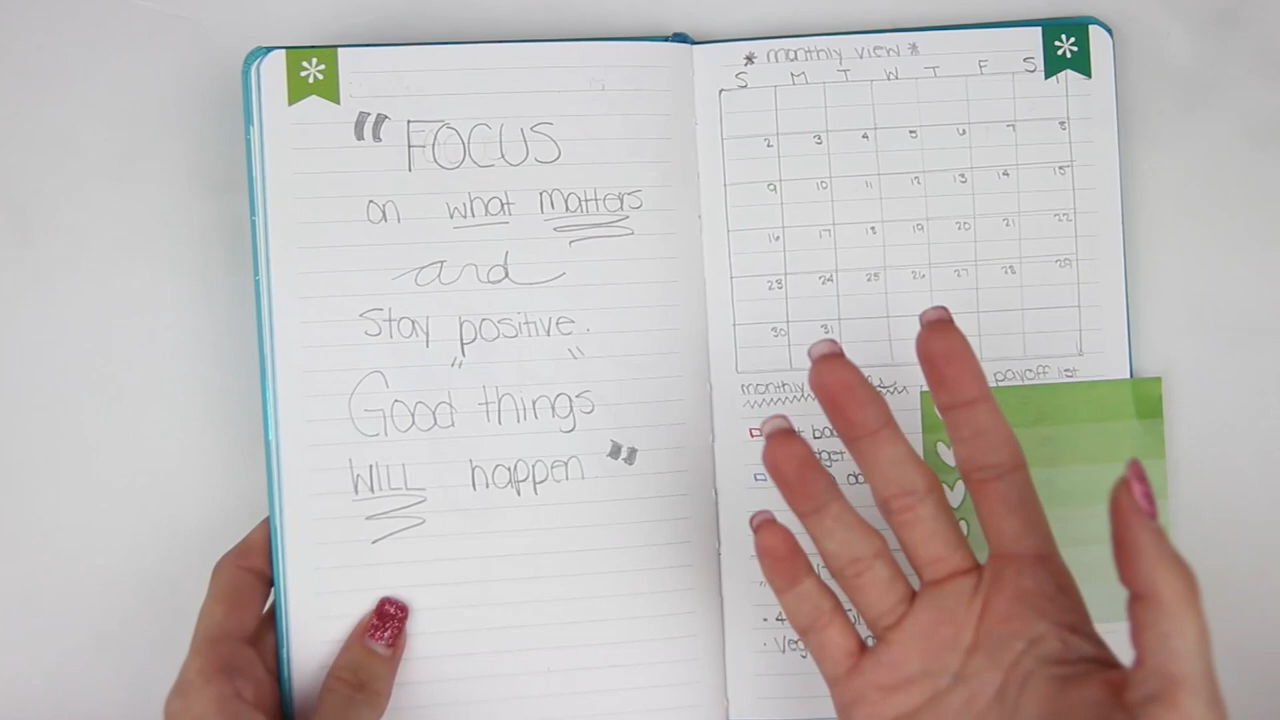 " FOCUS
on what Matters
and
Stay positive.
Good things
WILL happen "
* monthly view *
S M T W T F S
1
2 3 4 5 6 7 8
9 10 11 12 13 14 15
16 17 18 19 20 21 22
23 24 25 26 27 28 29
30 31
monthly
payoff list